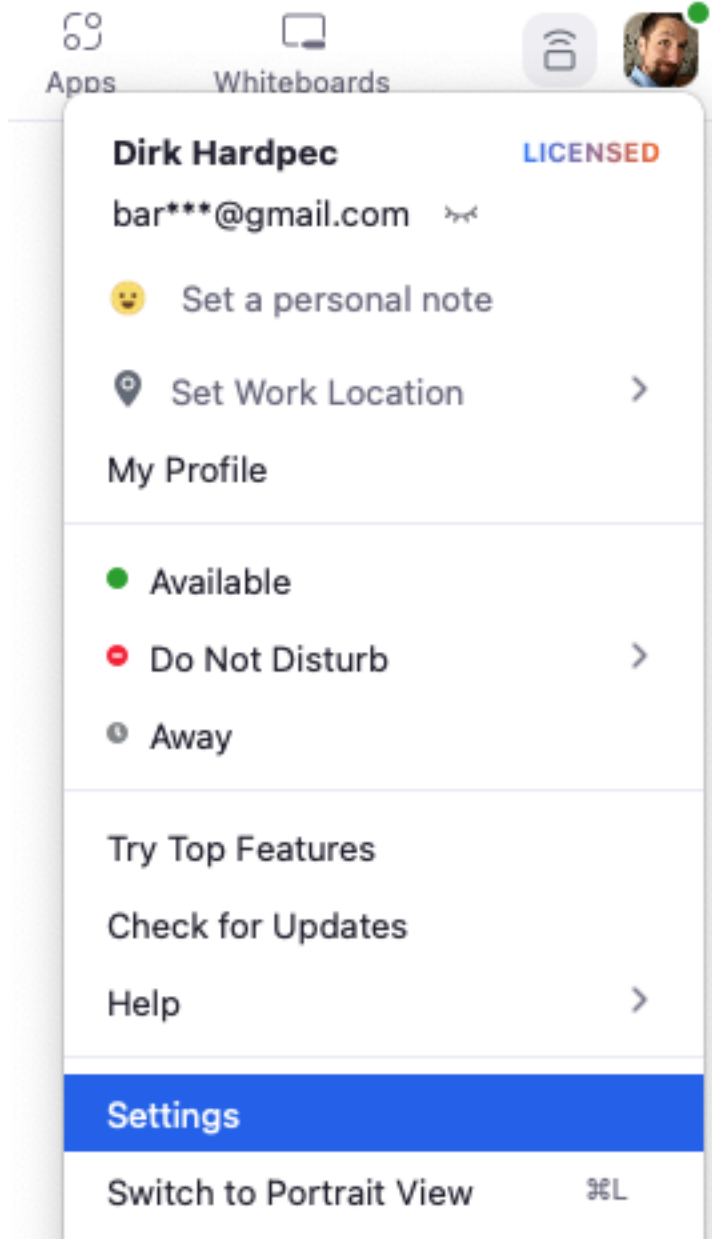 Apps Whiteboards
Dirk Hardpec LICENSED
bar***@gmail.com
Set a personal note
Set Work Location
My Profile
Available
Do Not Disturb
Away
Try Top Features
Check for Updates
Help
Settings
Switch to Portrait View ⌘L